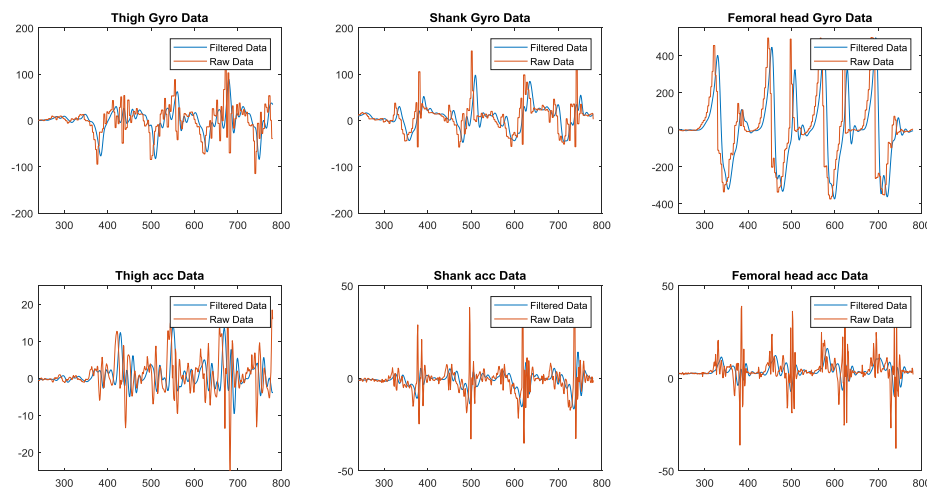 Thigh Gyro Data
200
100
0
-100
-200
Filtered Data
Raw Data
300 400 500 600 700 800
Shank Gyro Data
200
100
0
-100
-200
Filtered Data
Raw Data
300 400 500 600 700 800
Femoral head Gyro Data
400
200
0
-200
-400
Filtered Data
Raw Data
300 400 500 600 700 800
Thigh acc Data
20
10
0
-10
-20
Filtered Data
Raw Data
300 400 500 600 700 800
Shank acc Data
50
0
-50
Filtered Data
Raw Data
300 400 500 600 700 800
Femoral head acc Data
50
0
-50
Filtered Data
Raw Data
300 400 500 600 700 800